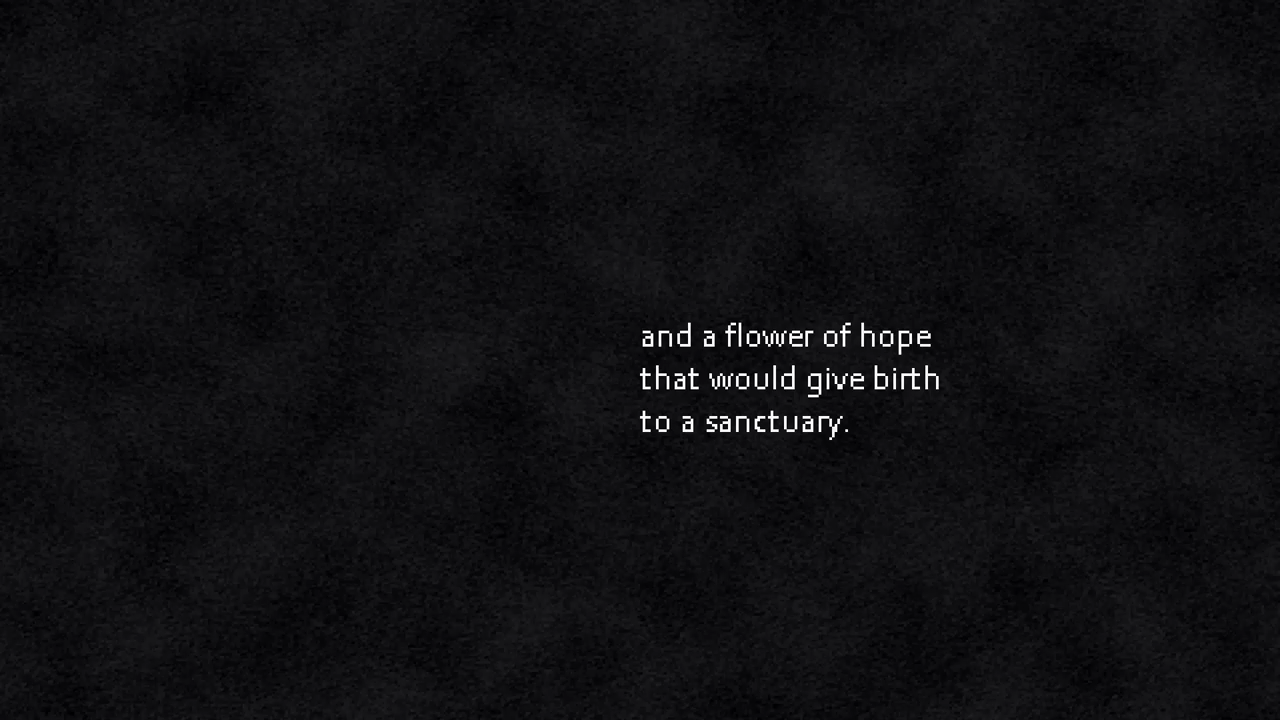 and a flower of hope
that would give birth
to a sanctuary.